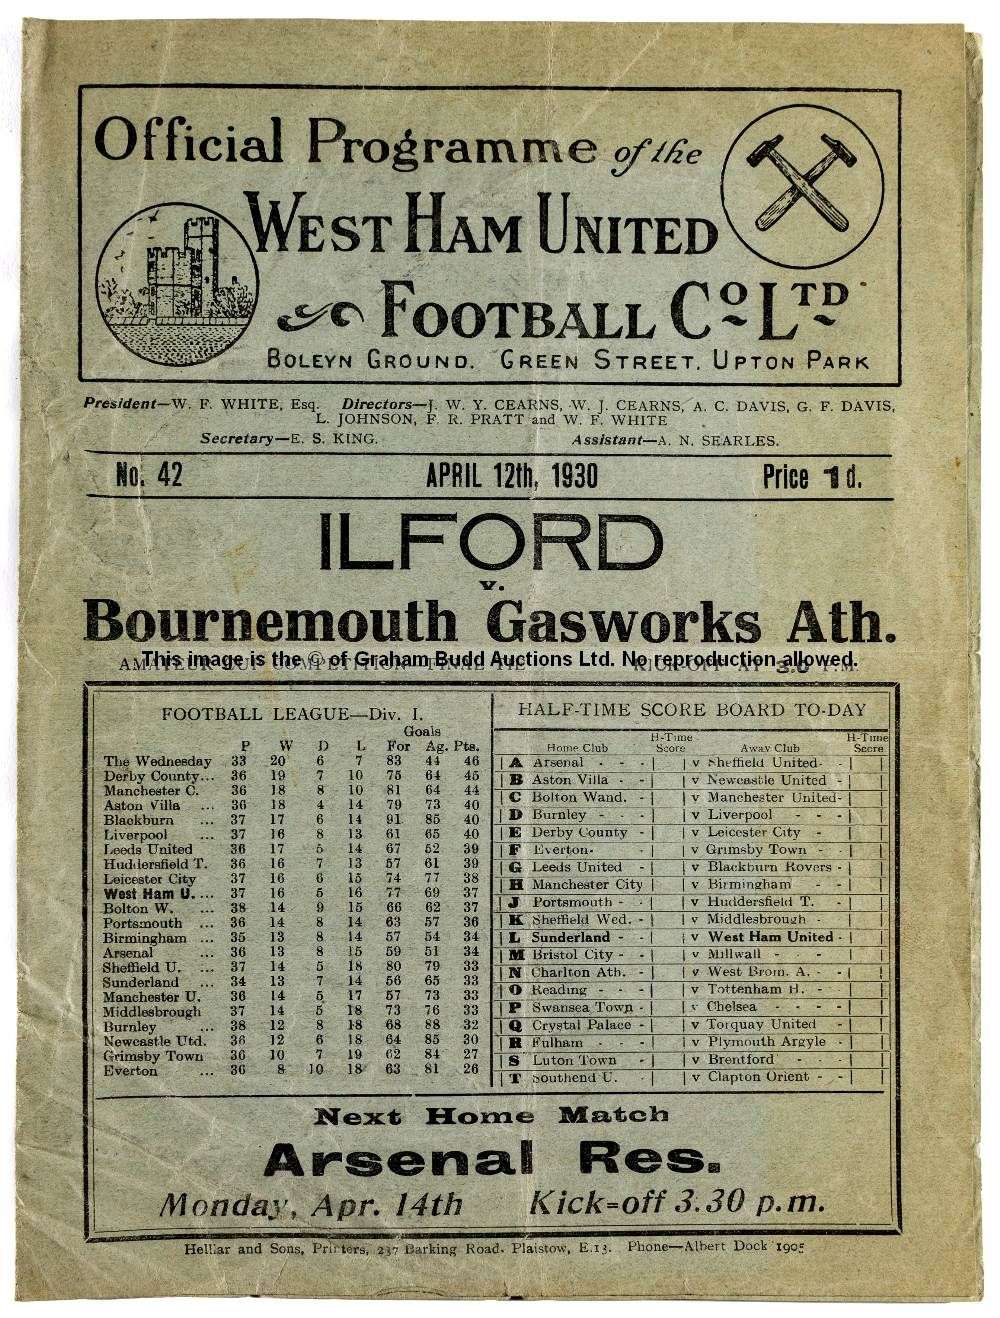 Official Programme of the
WEST HAM UNITED
FOOTBALL CO LTD
BOLEYN GROUND. GREEN STREET. UPTON PARK
President—W. F. WHITE, Esq. Directors—J. W. Y. CEARNS, W. J. CEARNS, A. C. DAVIS, G. F. DAVIS,
L. JOHNSON, F. R. PRATT and W. F. WHITE
Secretary—E. S. KING. Assistant—A. N. SEARLES.
No. 42 APRIL 12th, 1930 Price 1d.
ILFORD
v.
Bournemouth Gasworks Ath.
AMATEUR CUP COMPETITION KICK-OFF AT P.M.
This image is the © of Graham Budd Auctions Ltd. No reproduction allowed.
FOOTBALL LEAGUE—Div. I.
Goals
P W D L For Ag. Pts.
The Wednesday 33 20 6 7 83 44 46
Derby County... 36 19 7 10 75 64 45
Manchester C. 36 18 8 10 81 64 44
Aston Villa ... 36 18 4 14 79 73 40
Blackburn ... 37 17 6 14 91 85 40
Liverpool ... 37 16 8 13 61 65 40
Leeds United 36 17 5 14 67 52 39
Huddersfield T. 36 16 7 13 57 61 39
Leicester City 37 16 6 15 74 77 38
West Ham U. ... 37 16 5 16 77 69 37
Bolton W. ... 38 14 9 15 66 62 37
Portsmouth ... 36 14 8 14 63 57 36
Birmingham ... 35 13 8 14 57 54 34
Arsenal ... 36 13 8 15 59 51 34
Sheffield U. ... 37 14 5 18 80 79 33
Sunderland ... 34 13 7 14 56 65 33
Manchester U. 36 14 5 17 57 73 33
Middlesbrough 37 14 5 18 73 76 33
Burnley ... 38 12 8 18 68 88 32
Newcastle Utd. 36 12 6 18 64 85 30
Grimsby Town 36 10 7 19 62 84 27
Everton ... 36 8 10 18 63 81 26
HALF-TIME SCORE BOARD TO-DAY
Home Club H-Time Score Away Club H-Time Score
A Arsenal - - - v Sheffield United-
B Aston Villa - - v Newcastle United -
C Bolton Wand. - v Manchester United-
D Burnley - - - v Liverpool - - -
E Derby County - v Leicester City -
F Everton- - v Grimsby Town - -
G Leeds United - v Blackburn Rovers -
H Manchester City v Birmingham - -
J Portsmouth - - v Huddersfield T. -
K Sheffield Wed. - v Middlesbrough -
L Sunderland - - v West Ham United -
M Bristol City - - v Millwall - - -
N Charlton Ath. - v West Brom. A. - -
O Reading - - - v Tottenham H. - -
P Swansea Town - v Chelsea - - - -
Q Crystal Palace - v Torquay United -
R Fulham - - - v Plymouth Argyle -
S Luton Town - v Brentford - - -
T Southend U. - v Clapton Orient - -
Next Home Match
Arsenal Res.
Monday, Apr. 14th Kick-off 3.30 p.m.
Helliar and Sons, Printers, 237 Barking Road. Plaistow, E.13. Phone—Albert Dock 1905